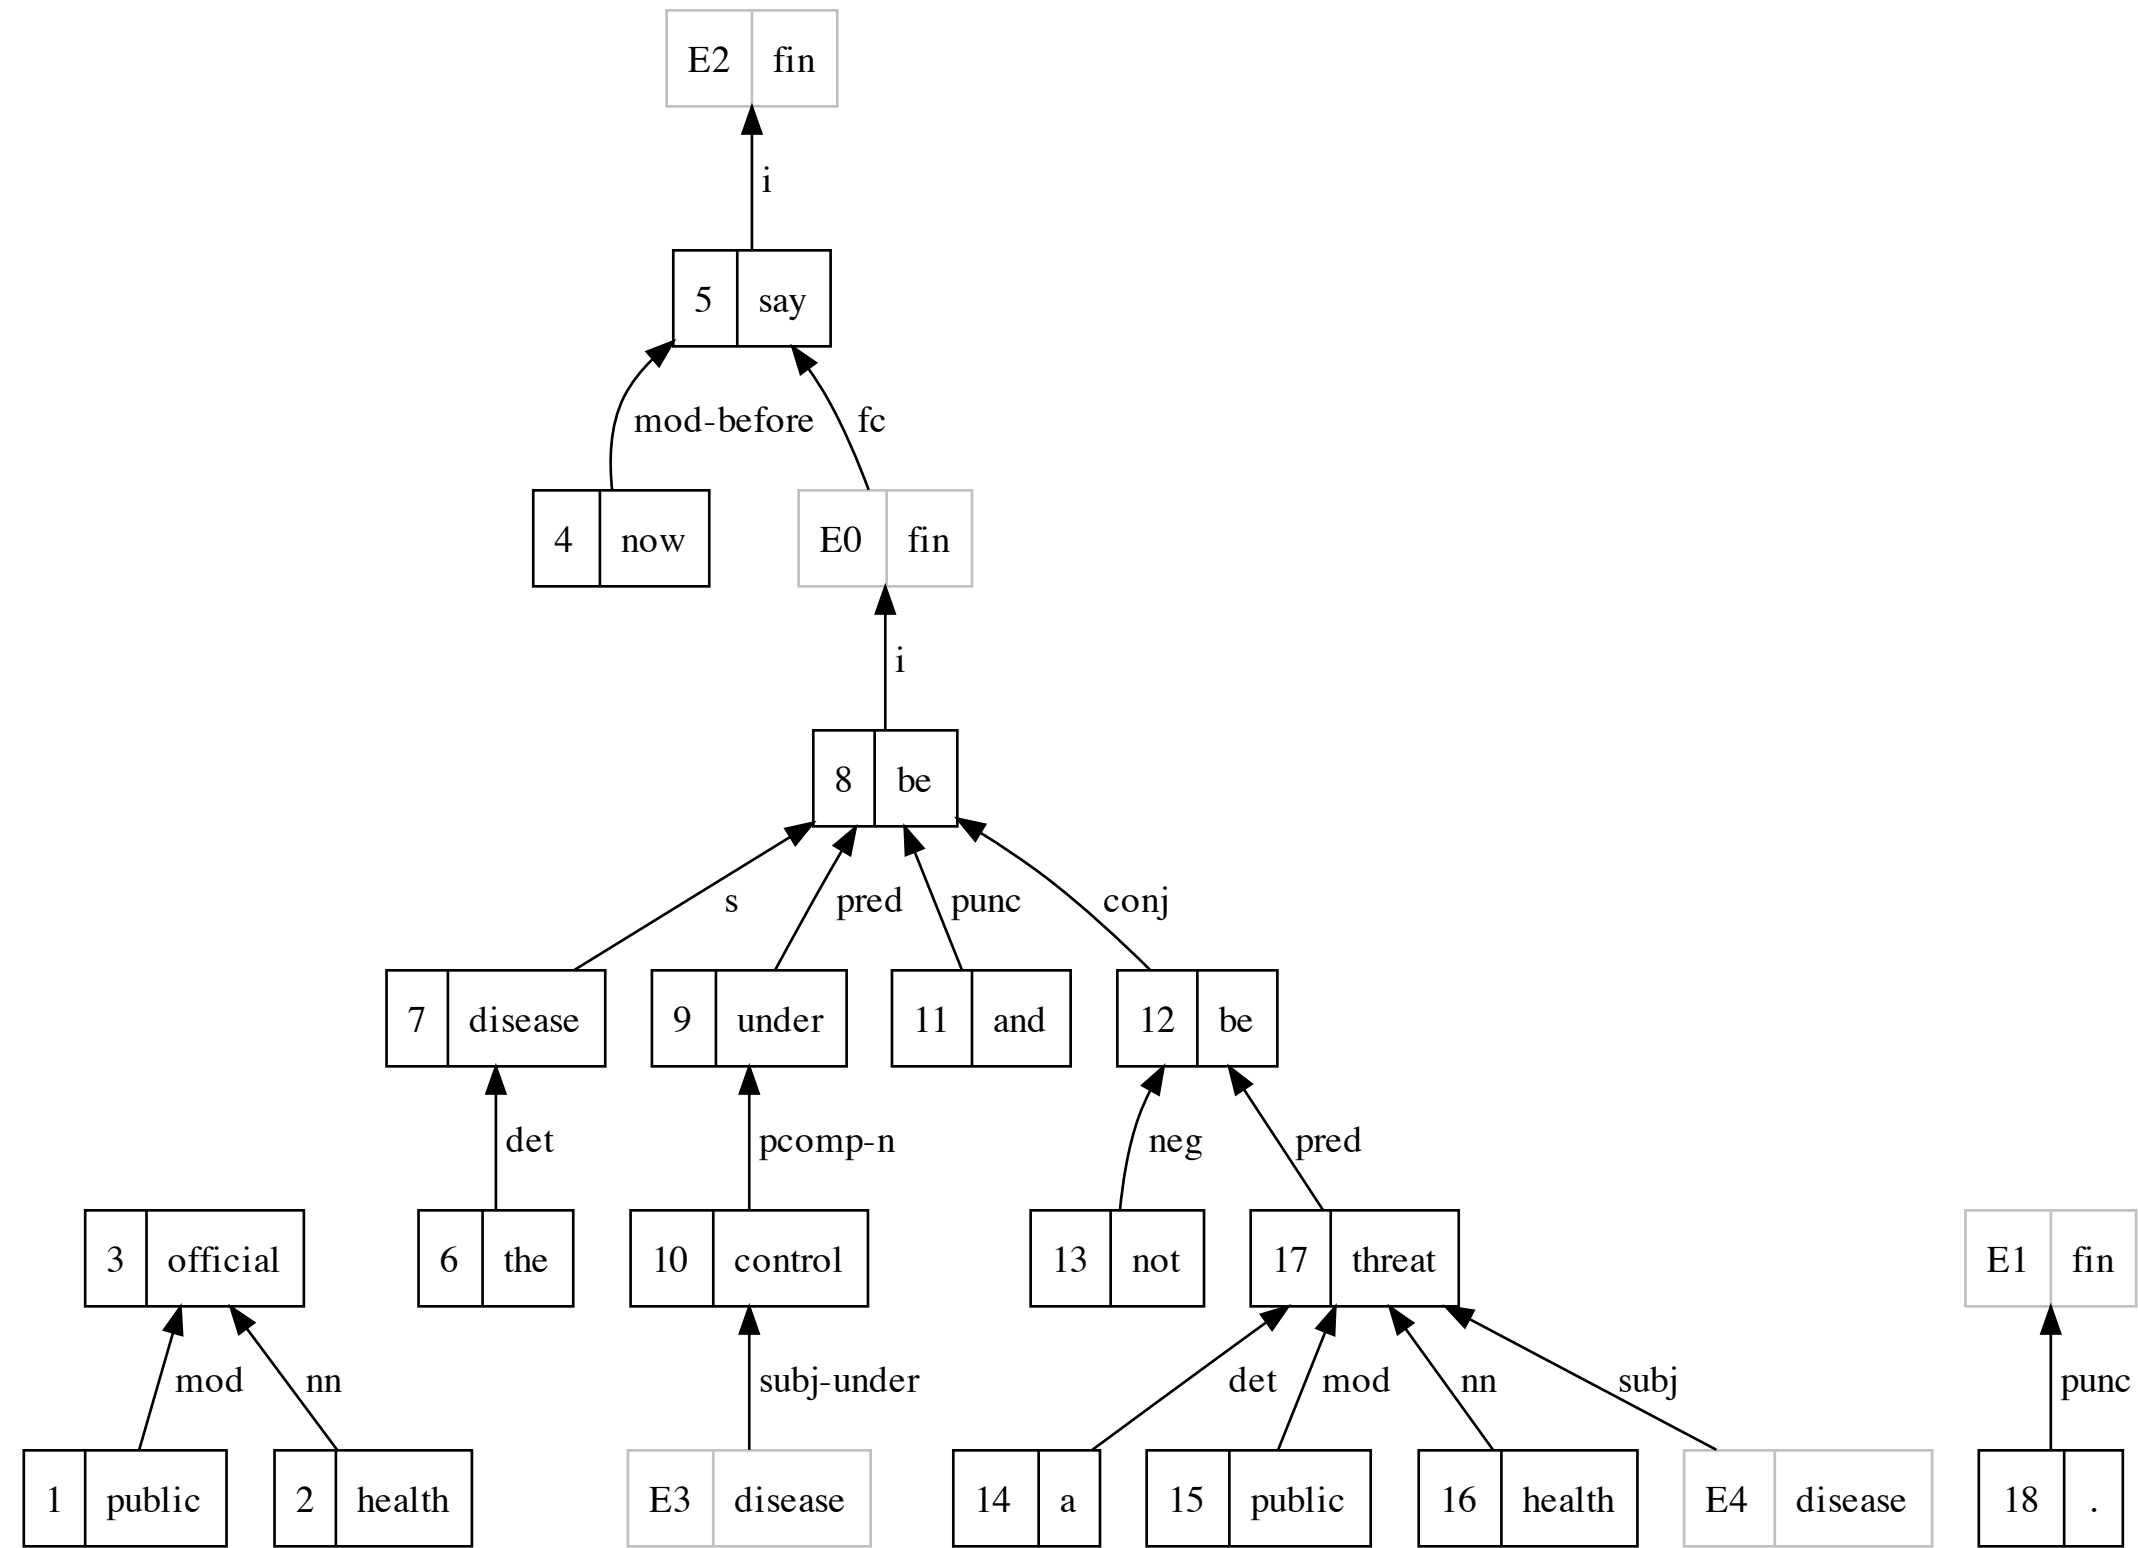 E2 fin
i
5 say
mod-before fc
4 now E0 fin
i
8 be
s pred punc conj
7 disease 9 under 11 and 12 be
det pcomp-n neg pred
3 official 6 the 10 control 13 not 17 threat E1 fin
mod nn subj-under det mod nn subj punc
1 public 2 health E3 disease 14 a 15 public 16 health E4 disease 18 .